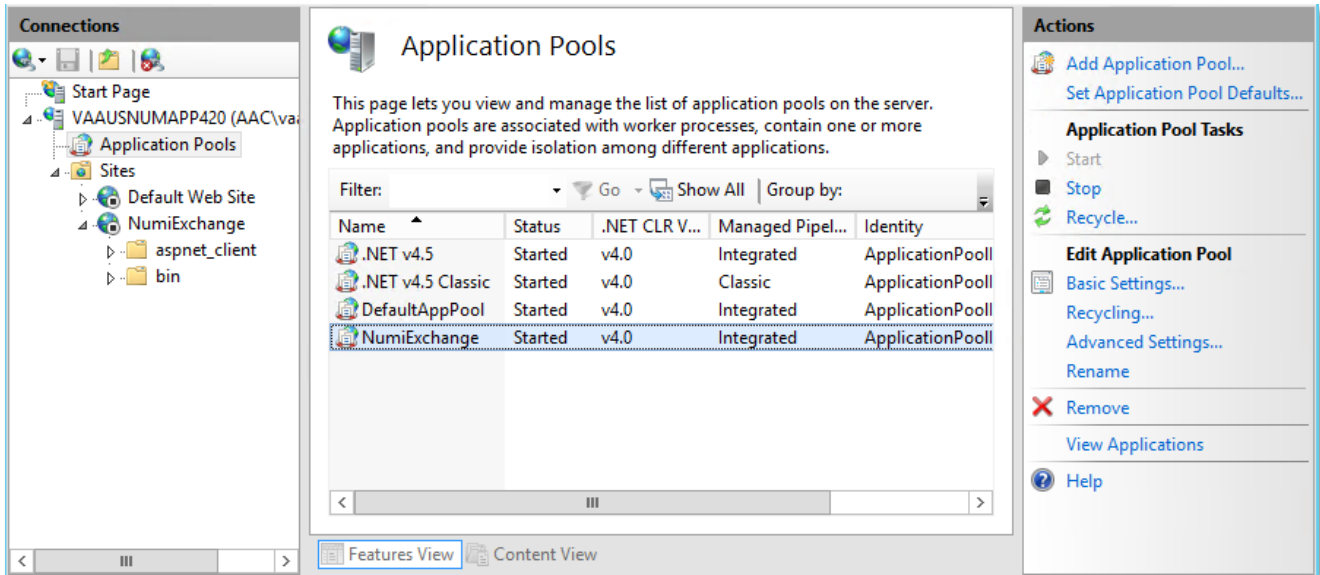 Connections
Start Page
VAAUSNUMAPP420 (AAC\vaa
Application Pools
Sites
Default Web Site
NumiExchange
aspnet_client
bin
Application Pools
This page lets you view and manage the list of application pools on the server.
Application pools are associated with worker processes, contain one or more
applications, and provide isolation among different applications.
Filter: Go Show All Group by:
Name Status .NET CLR V... Managed Pipel... Identity
.NET v4.5 Started v4.0 Integrated ApplicationPoolI
.NET v4.5 Classic Started v4.0 Classic ApplicationPoolI
DefaultAppPool Started v4.0 Integrated ApplicationPoolI
NumiExchange Started v4.0 Integrated ApplicationPoolI
Features View Content View
Actions
Add Application Pool...
Set Application Pool Defaults...
Application Pool Tasks
Start
Stop
Recycle...
Edit Application Pool
Basic Settings...
Recycling...
Advanced Settings...
Rename
Remove
View Applications
Help